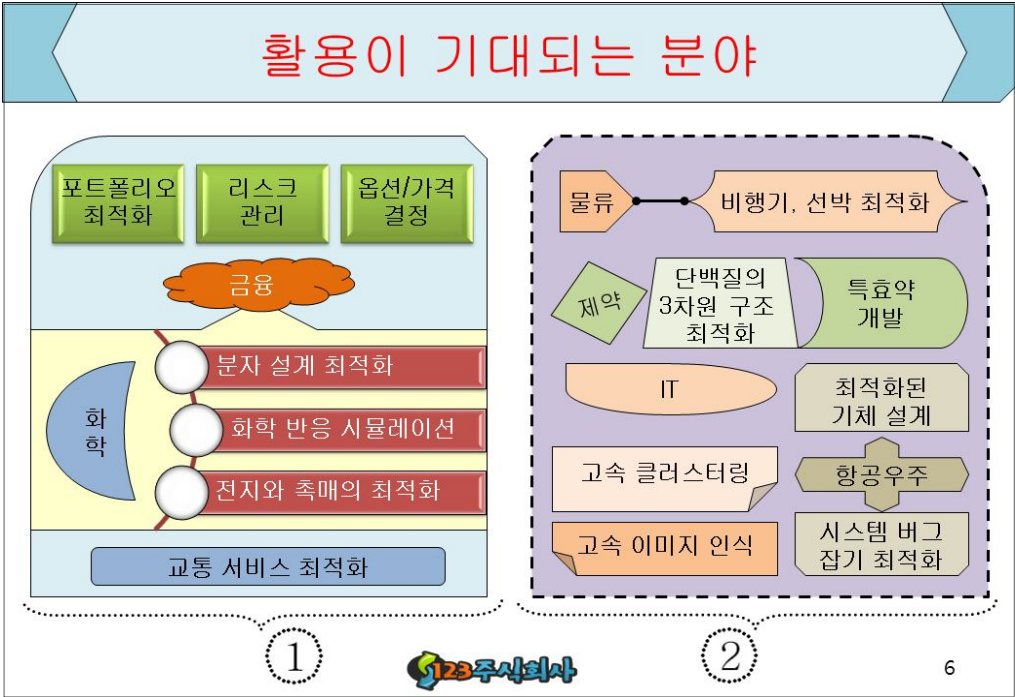 활용이 기대되는 분야
포트폴리오
최적화
리스크
관리
옵션/가격
결정
금융
화
학
분자 설계 최적화
화학 반응 시뮬레이션
전지와 촉매의 최적화
교통 서비스 최적화
1
물류
비행기, 선박 최적화
제약
단백질의
3차원 구조
최적화
특효약
개발
IT
고속 클러스터링
고속 이미지 인식
최적화된
기체 설계
항공우주
시스템 버그
잡기 최적화
2
123주식회사
6